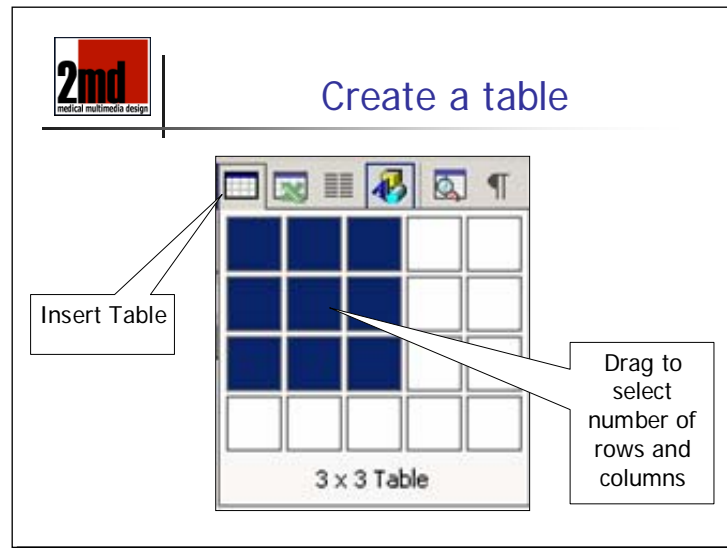 2md
medical multimedia design
Create a table
Insert Table
Drag to
select
number of
rows and
columns
3 x 3 Table